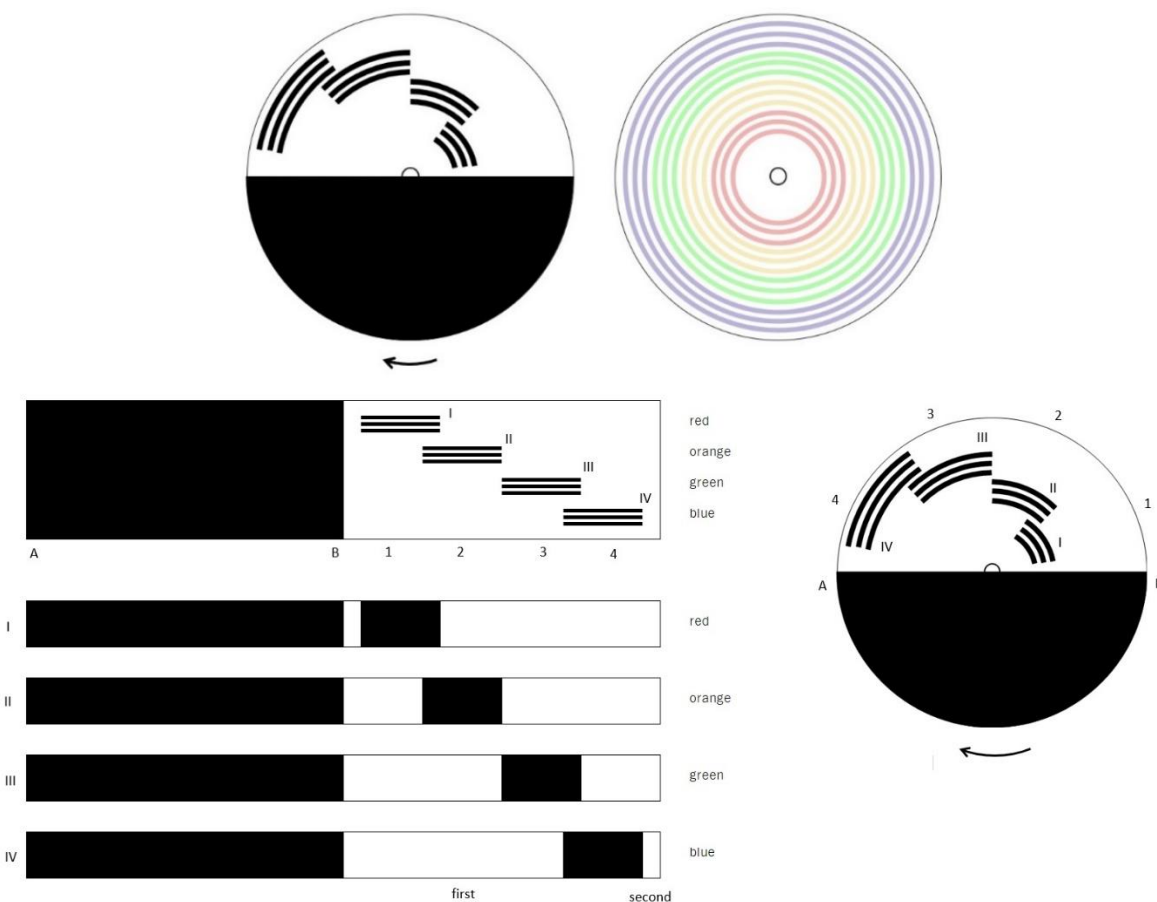 I red
II orange
III green
IV blue
A B 1 2 3 4
I red
II orange
III green
IV blue
first second
3 2
III
4 II 1
IV I
A